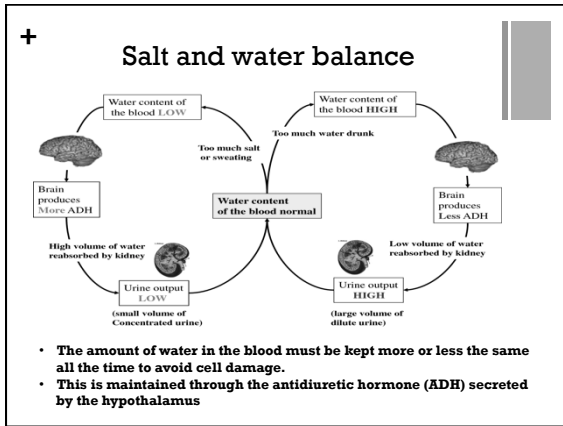 +
Salt and water balance
Water content of
the blood LOW
Water content of
the blood HIGH
Too much salt
or sweating
Too much water drunk
Brain
produces
More ADH
Water content
of the blood normal
Brain
produces
Less ADH
High volume of water
reabsorbed by kidney
Low volume of water
reabsorbed by kidney
Urine output
LOW
Urine output
HIGH
(small volume of
Concentrated urine)
(large volume of
dilute urine)
• The amount of water in the blood must be kept more or less the same
all the time to avoid cell damage.
• This is maintained through the antidiuretic hormone (ADH) secreted
by the hypothalamus